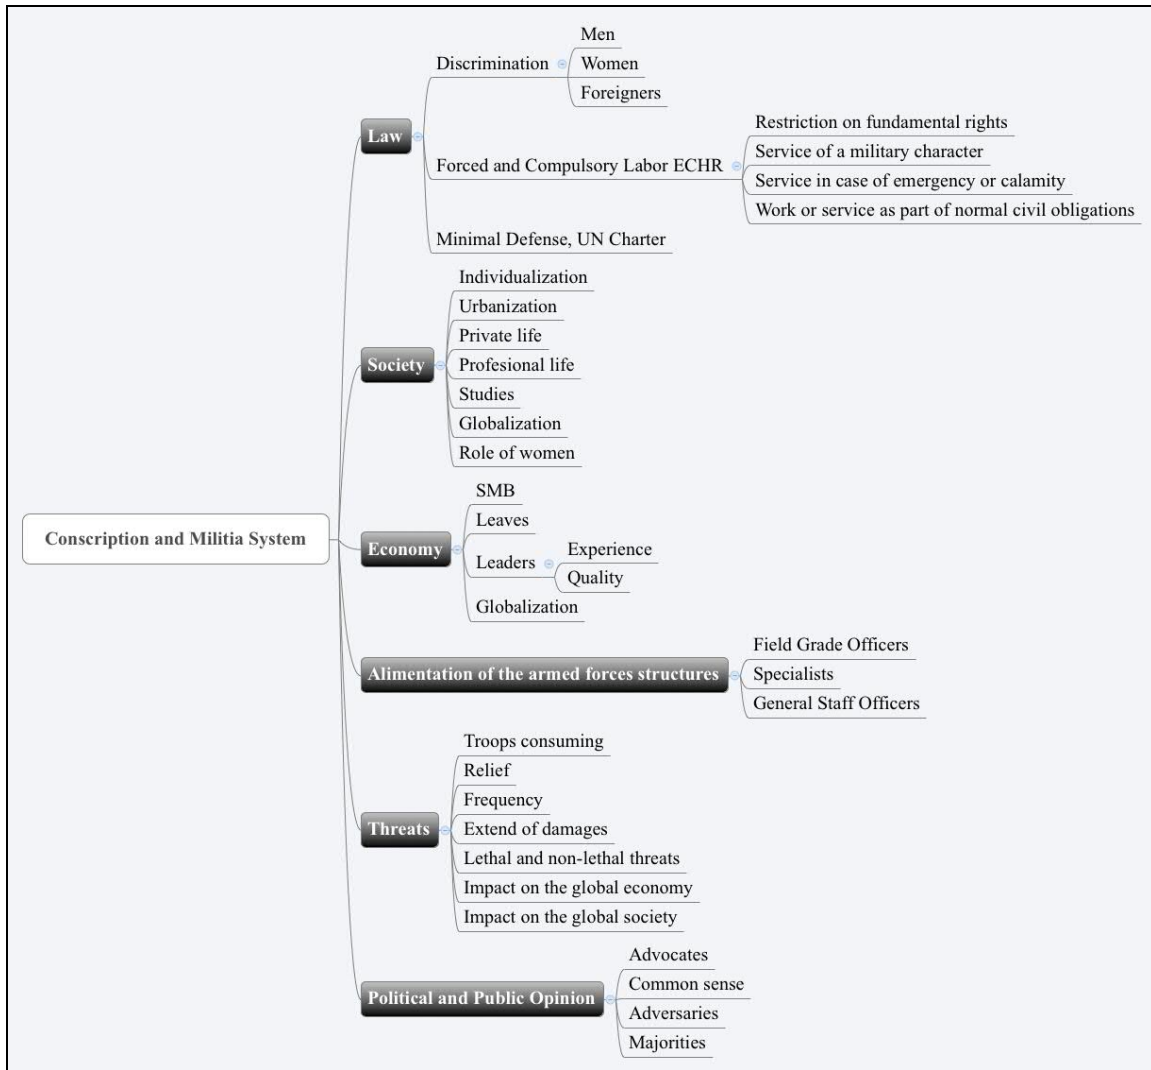 Conscription and Militia System
Law
Discrimination
Men
Women
Foreigners
Forced and Compulsory Labor ECHR
Restriction on fundamental rights
Service of a military character
Service in case of emergency or calamity
Work or service as part of normal civil obligations
Minimal Defense, UN Charter
Society
Individualization
Urbanization
Private life
Profesional life
Studies
Globalization
Role of women
Economy
SMB
Leaves
Leaders
Experience
Quality
Globalization
Alimentation of the armed forces structures
Field Grade Officers
Specialists
General Staff Officers
Threats
Troops consuming
Relief
Frequency
Extend of damages
Lethal and non-lethal threats
Impact on the global economy
Impact on the global society
Political and Public Opinion
Advocates
Common sense
Adversaries
Majorities